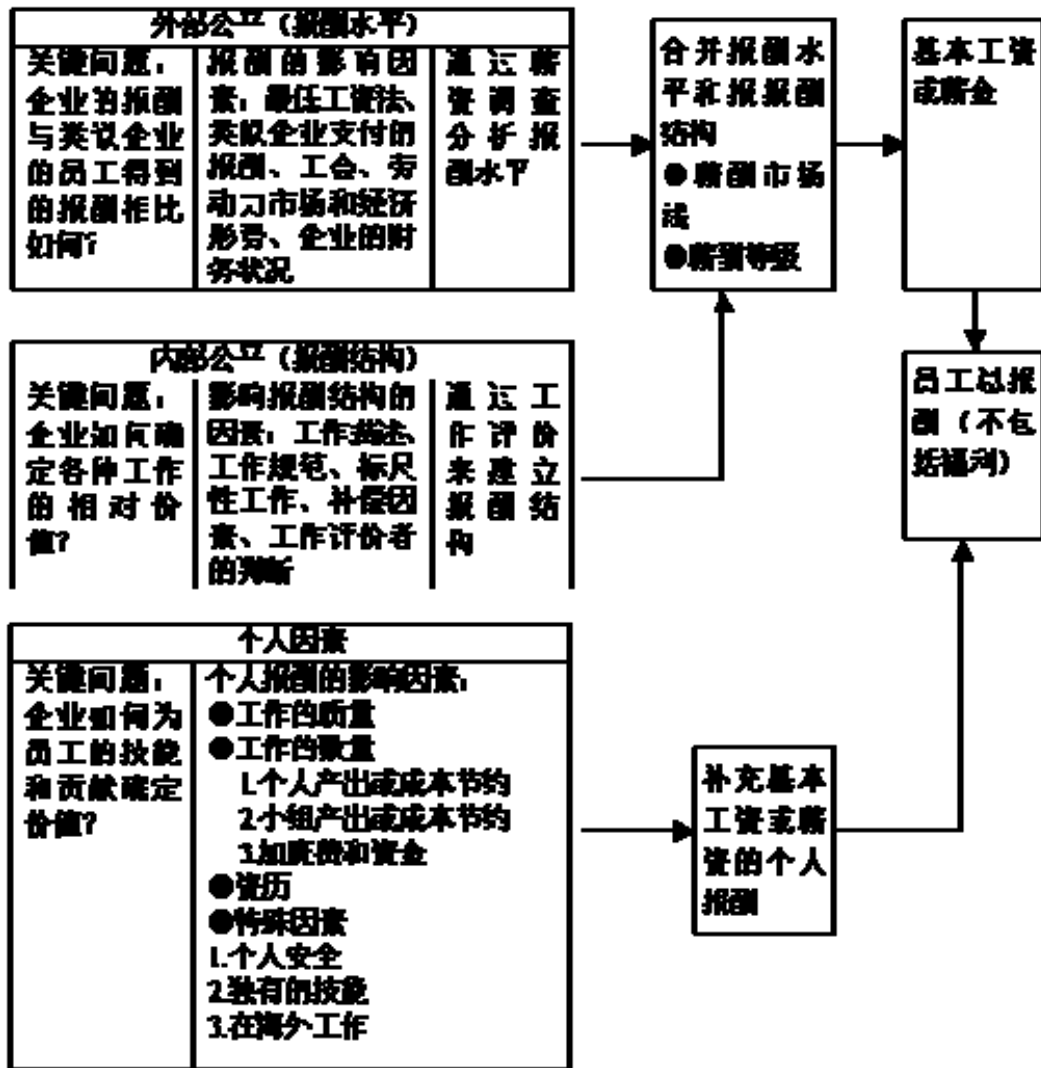 外部公平（报酬水平）
关键问题：
企业的报酬
与类似企业
的员工得到
的报酬相比
如何？
报酬的影响因
素：最低工资法、
类似企业支付的
报酬、工会、劳
动力市场和经济
形势、企业的财
务状况
通过薪
资调查
分析报
酬水平
合并报酬水
平和报报酬
结构
●薪酬市场
线
●薪酬等级
基本工资
或薪金
内部公平（报酬结构）
关键问题：
企业如何确
定各种工作
的相对价
值？
影响报酬结构的
因素：工作描述、
工作规范、标尺
性工作、补偿因
素、工作评价者
的判断
通过工
作评价
来建立
报酬结
构
员工总报
酬（不包
括福利）
个人因素
关键问题：
企业如何为
员工的技能
和贡献确定
价值？
个人报酬的影响因素：
●工作的质量
●工作的数量
1.个人产出或成本节约
2.小组产出或成本节约
3.加班费和资金
●资历
●特殊因素
1.个人安全
2.独有的技能
3.在海外工作
补充基本
工资或薪
资的个人
报酬